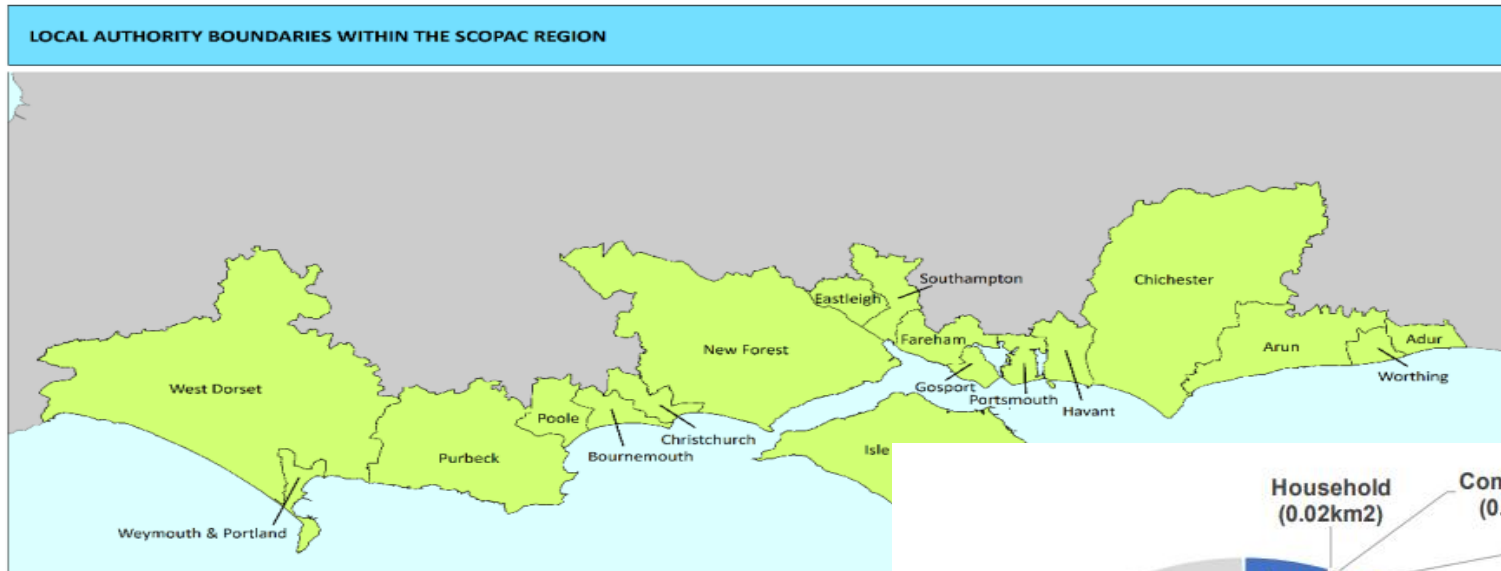 LOCAL AUTHORITY BOUNDARIES WITHIN THE SCOPAC REGION
Southampton
Chichester
Eastleigh
New Forest
Fareham
Adur
Arun
West Dorset
Gosport
Worthing
Portsmouth
Havant
Poole
Christchurch
Purbeck
Bournemouth
Isle
Weymouth & Portland
Household
(0.02km2)